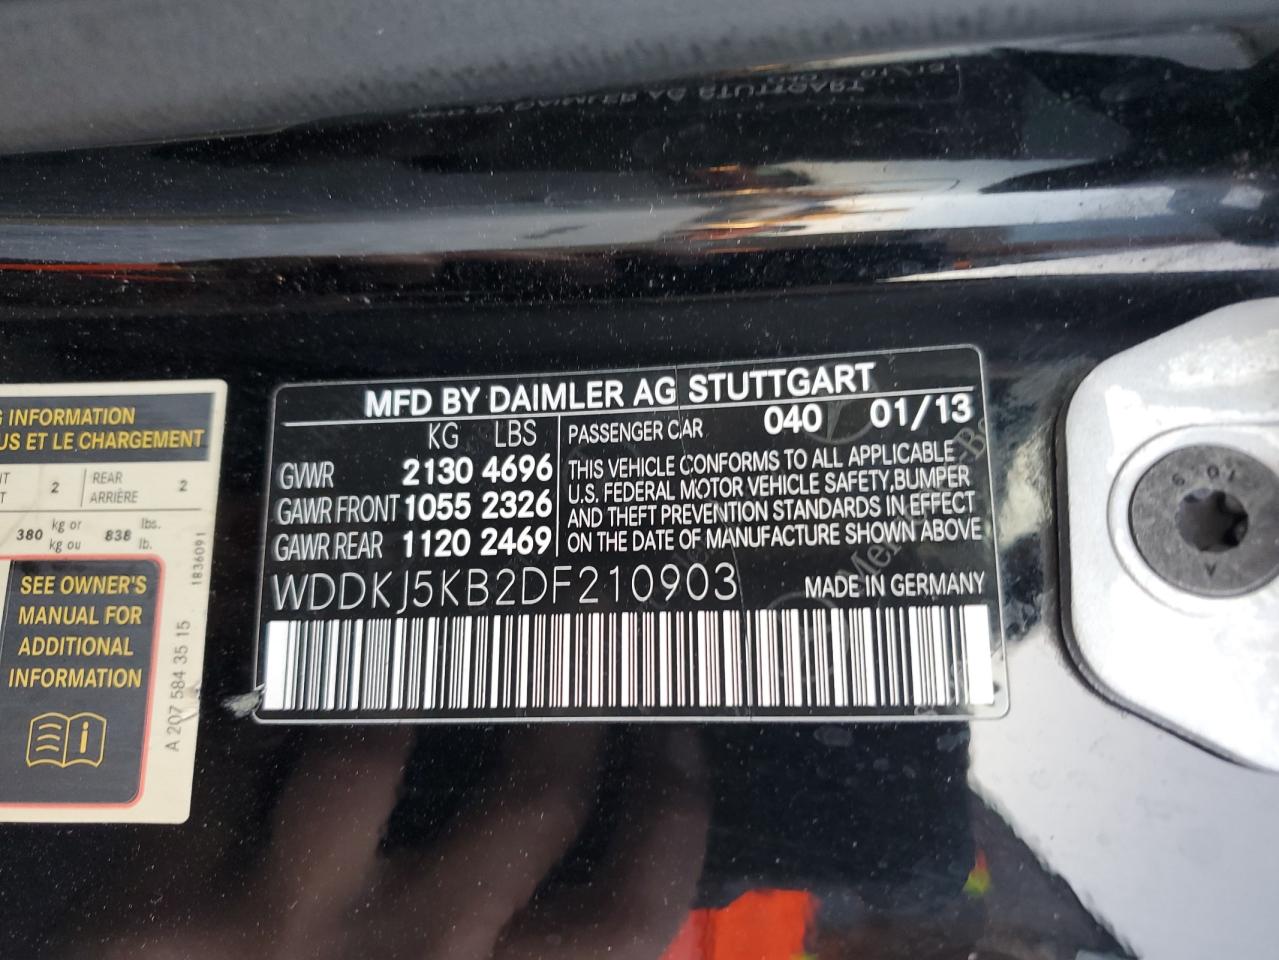 MFD BY DAIMLER AG STUTTGART
KG LBS
GVWR 2130 4696
GAWR FRONT 1055 2326
GAWR REAR 1120 2469
PASSENGER CAR 040 01/13
THIS VEHICLE CONFORMS TO ALL APPLICABLE
U.S. FEDERAL MOTOR VEHICLE SAFETY, BUMPER
AND THEFT PREVENTION STANDARDS IN EFFECT
ON THE DATE OF MANUFACTURE SHOWN ABOVE
WDDKJ5KB2DF210903 MADE IN GERMANY
INFORMATION
ET LE CHARGEMENT
2 REAR 2
ARRIÈRE
380 kg or 838 lbs.
kg ou lb.
SEE OWNER'S
MANUAL FOR
ADDITIONAL
INFORMATION
1836091
A 207 584 35 15